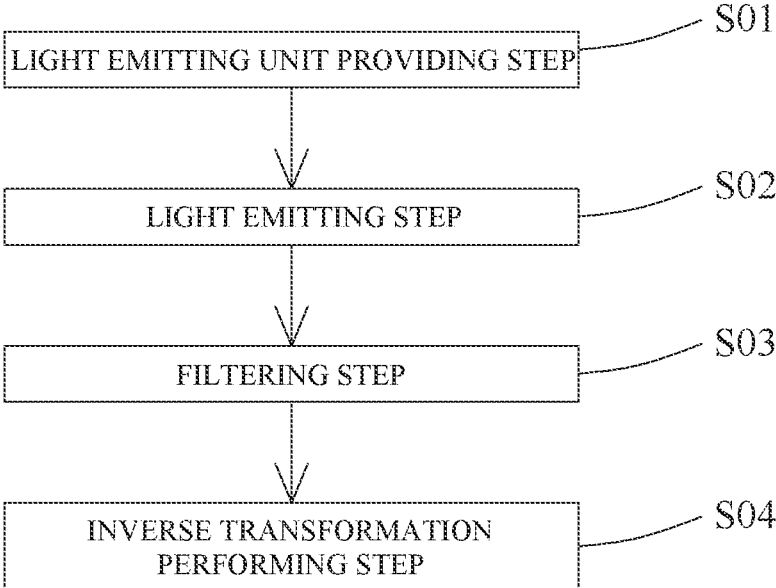 S01
LIGHT EMITTING UNIT PROVIDING STEP
S02
LIGHT EMITTING STEP
S03
FILTERING STEP
S04
INVERSE TRANSFORMATION
PERFORMING STEP